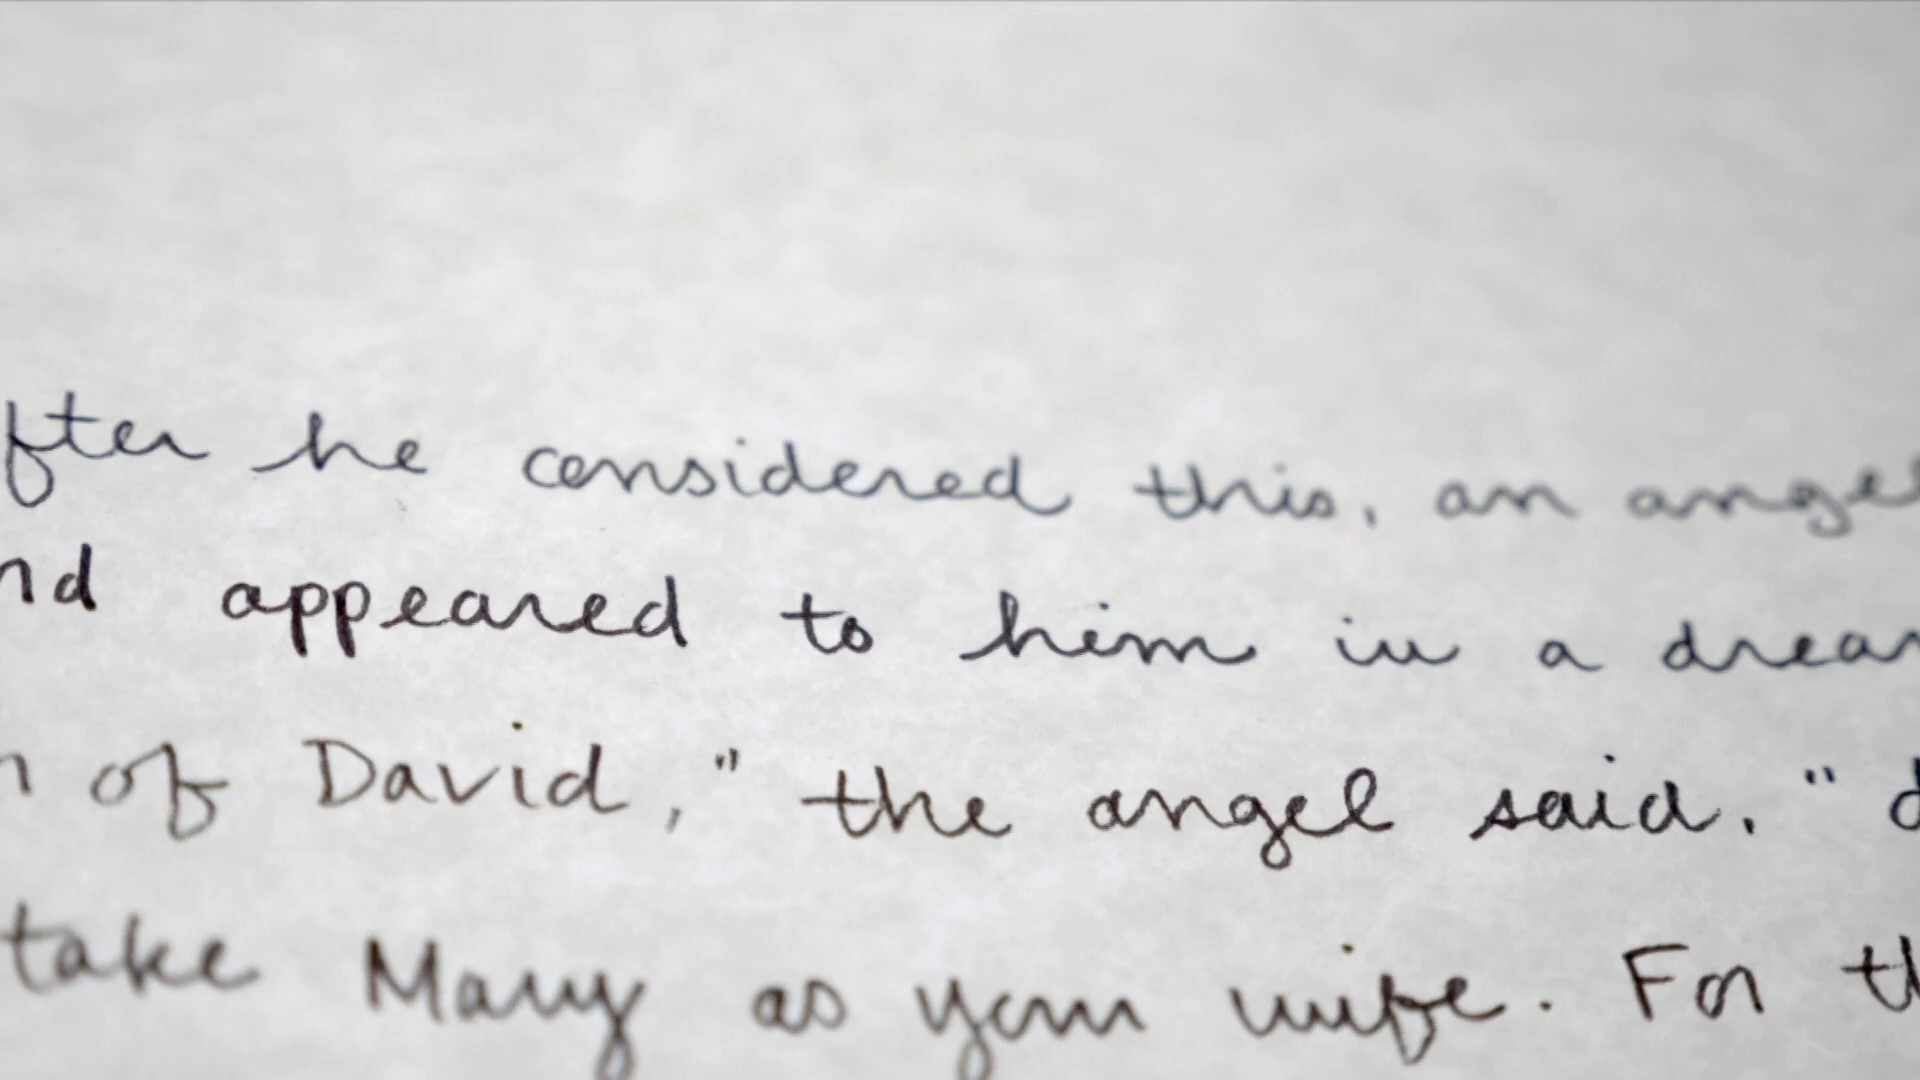 fter he considered this, an angel
nd appeared to him in a drea
n of David," the angel said. "d
take Mary as your wife. For th